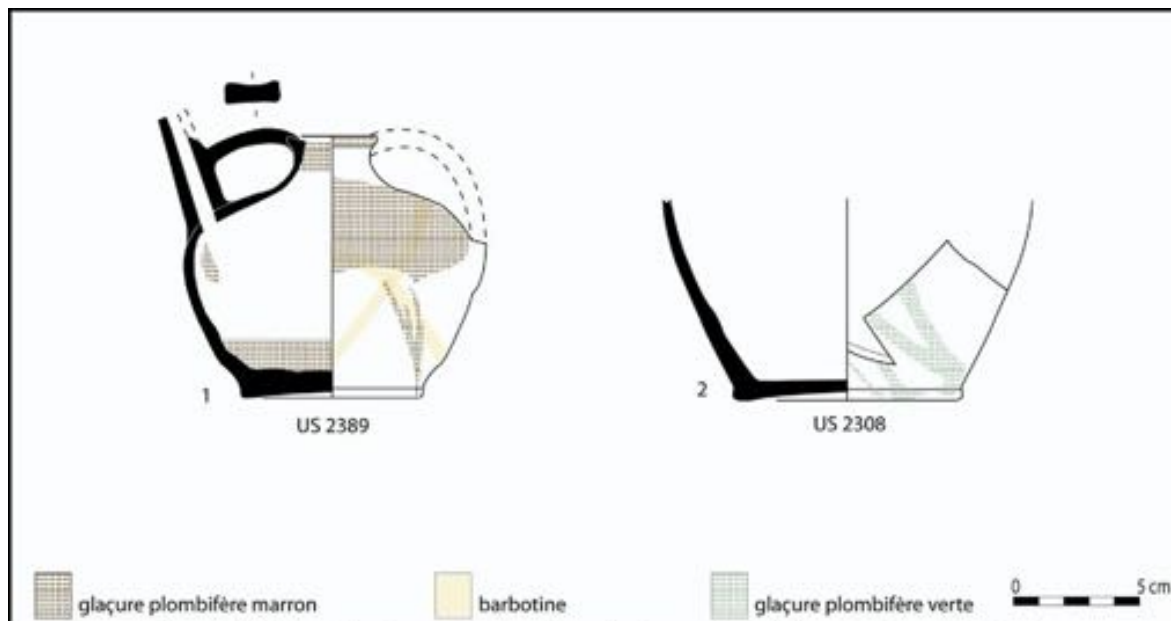 1
US 2389
2
US 2308
glaçure plombifère marron
barbotine
glaçure plombifère verte
0 5 cm